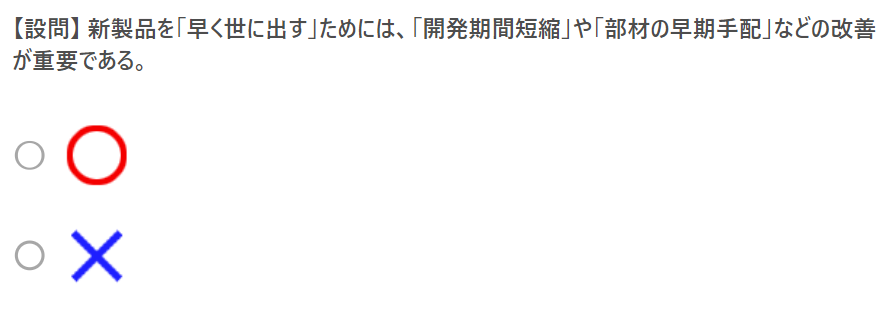 【設問】 新製品を「早く世に出す」ためには、「開発期間短縮」や「部材の早期手配」などの改善
が重要である。